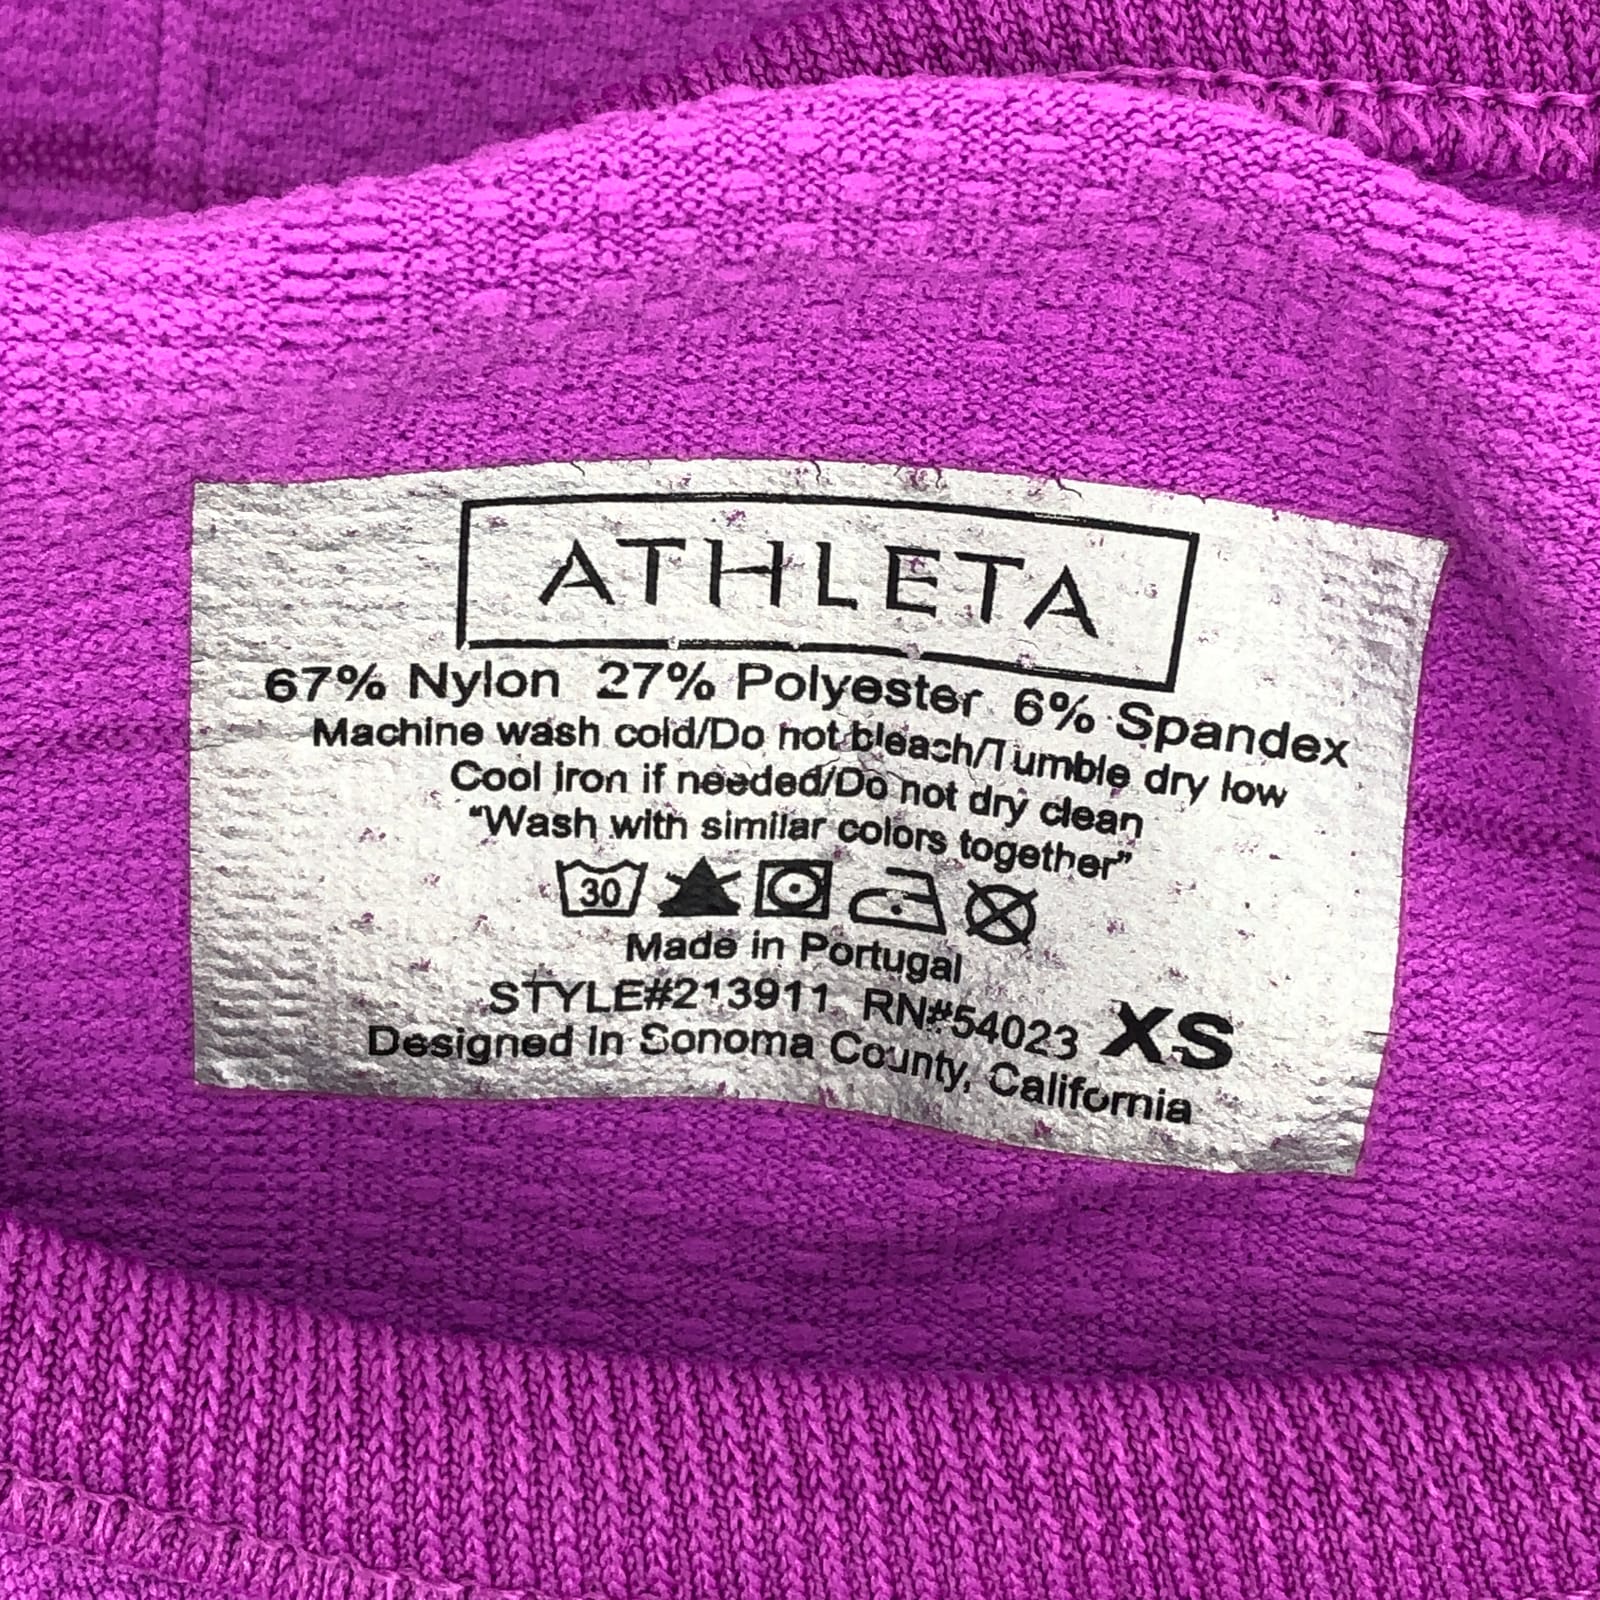 ATHLETA
67% Nylon 27% Polyester 6% Spandex
Machine wash cold/Do not bleach/Tumble dry low
Cool iron if needed/Do not dry clean
“Wash with similar colors together”
30
Made in Portugal
STYLE#213911 RN#54023 XS
Designed in Sonoma County, California